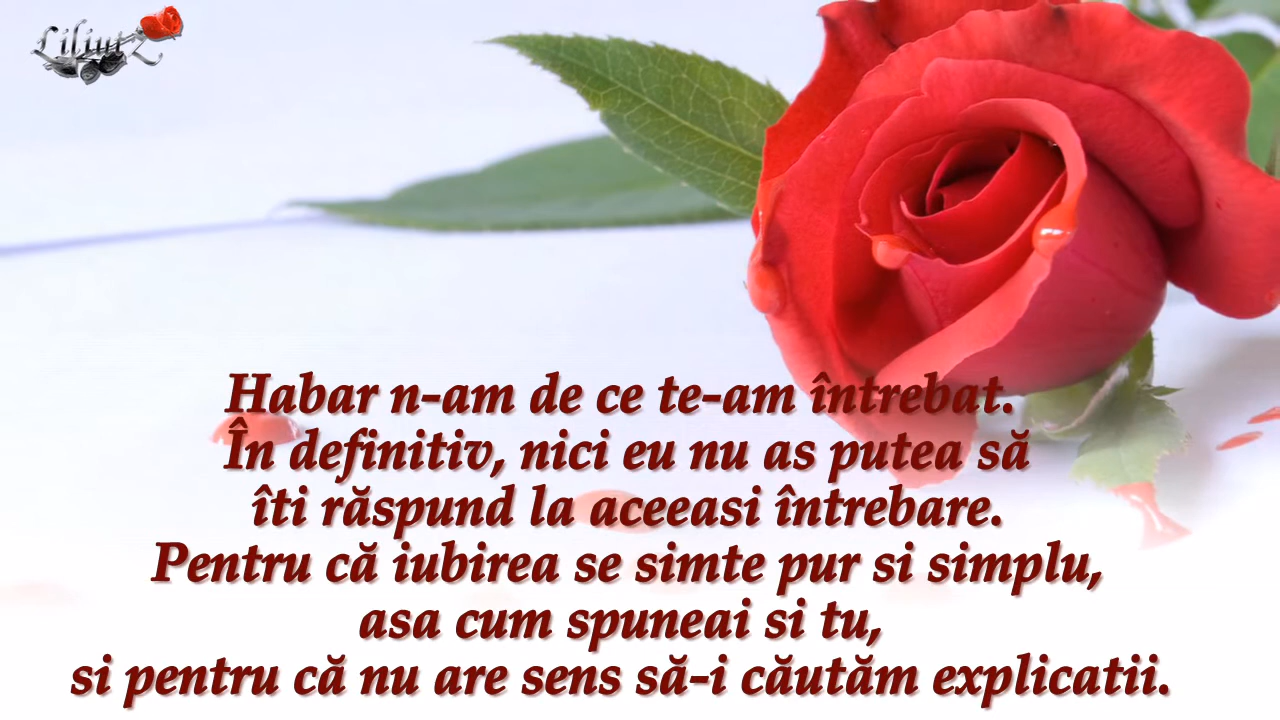 Habar n-am de ce te-am întrebat.
În definitiv, nici eu nu as putea să
îti răspund la aceeasi întrebare.
Pentru că iubirea se simte pur si simplu,
asa cum spuneai si tu,
si pentru că nu are sens să-i căutăm explicatii.